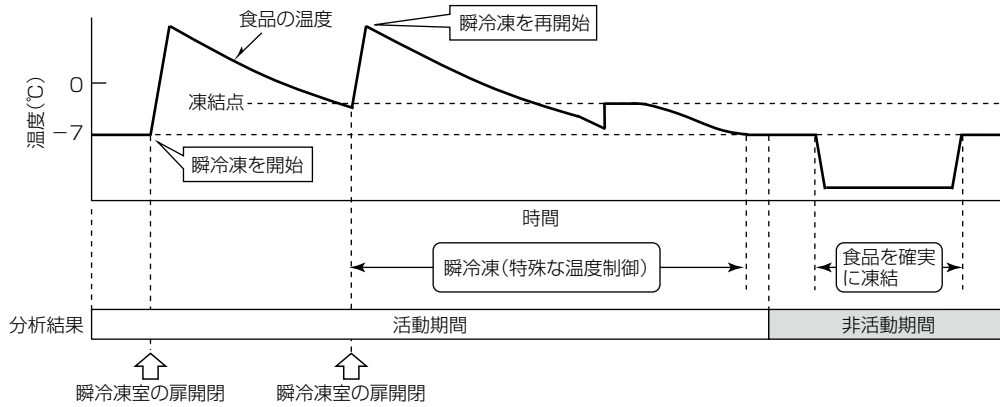 食品の温度
瞬冷凍を再開始
温度(℃)
0
凍結点
−7
瞬冷凍を開始
時間
瞬冷凍(特殊な温度制御)
食品を確実
に凍結
分析結果
活動期間
非活動期間
瞬冷凍室の扉開閉
瞬冷凍室の扉開閉